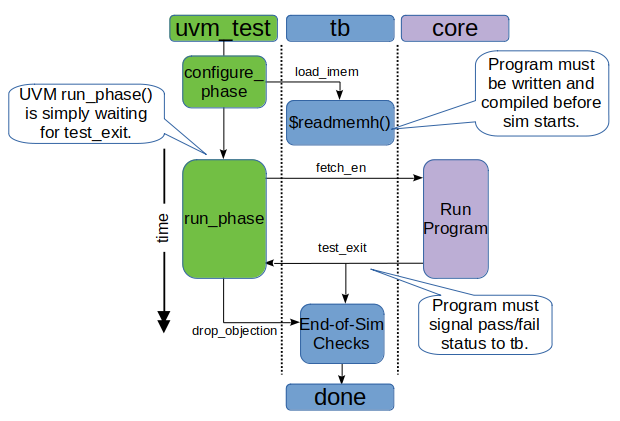 uvm_test
tb
core
configure_
phase
load_imem
Program must
be written and
compiled before
sim starts.
UVM run_phase()
is simply waiting
for test_exit.
$readmemh()
fetch_en
run_phase
Run
Program
time
test_exit
drop_objection
End-of-Sim
Checks
Program must
signal pass/fail
status to tb.
done